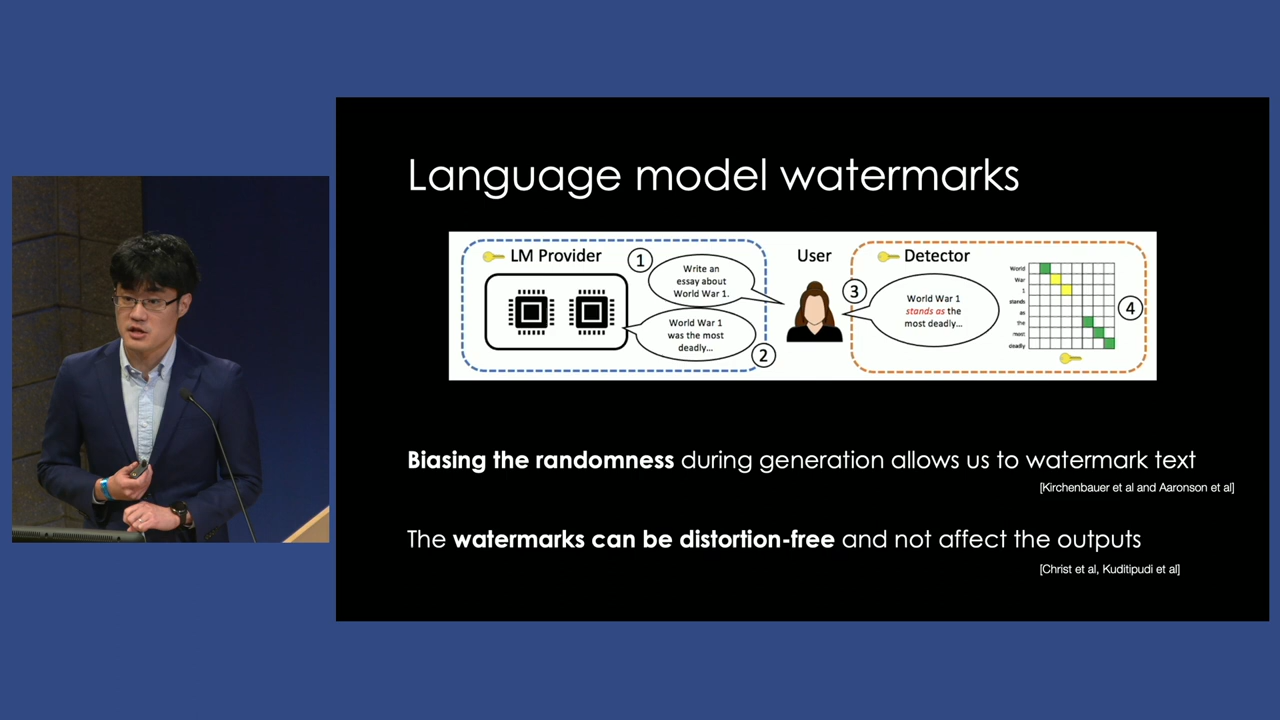 Language model watermarks
LM Provider
1
Write an
essay about
World War 1.
World War 1
was the most
deadly...
2
User
Detector
3
World War 1
stands as the
most deadly...
World
War
1
stands
as
the
most
deadly
4
Biasing the randomness during generation allows us to watermark text
[Kirchenbauer et al and Aaronson et al]
The watermarks can be distortion-free and not affect the outputs
[Christ et al, Kuditipudi et al]